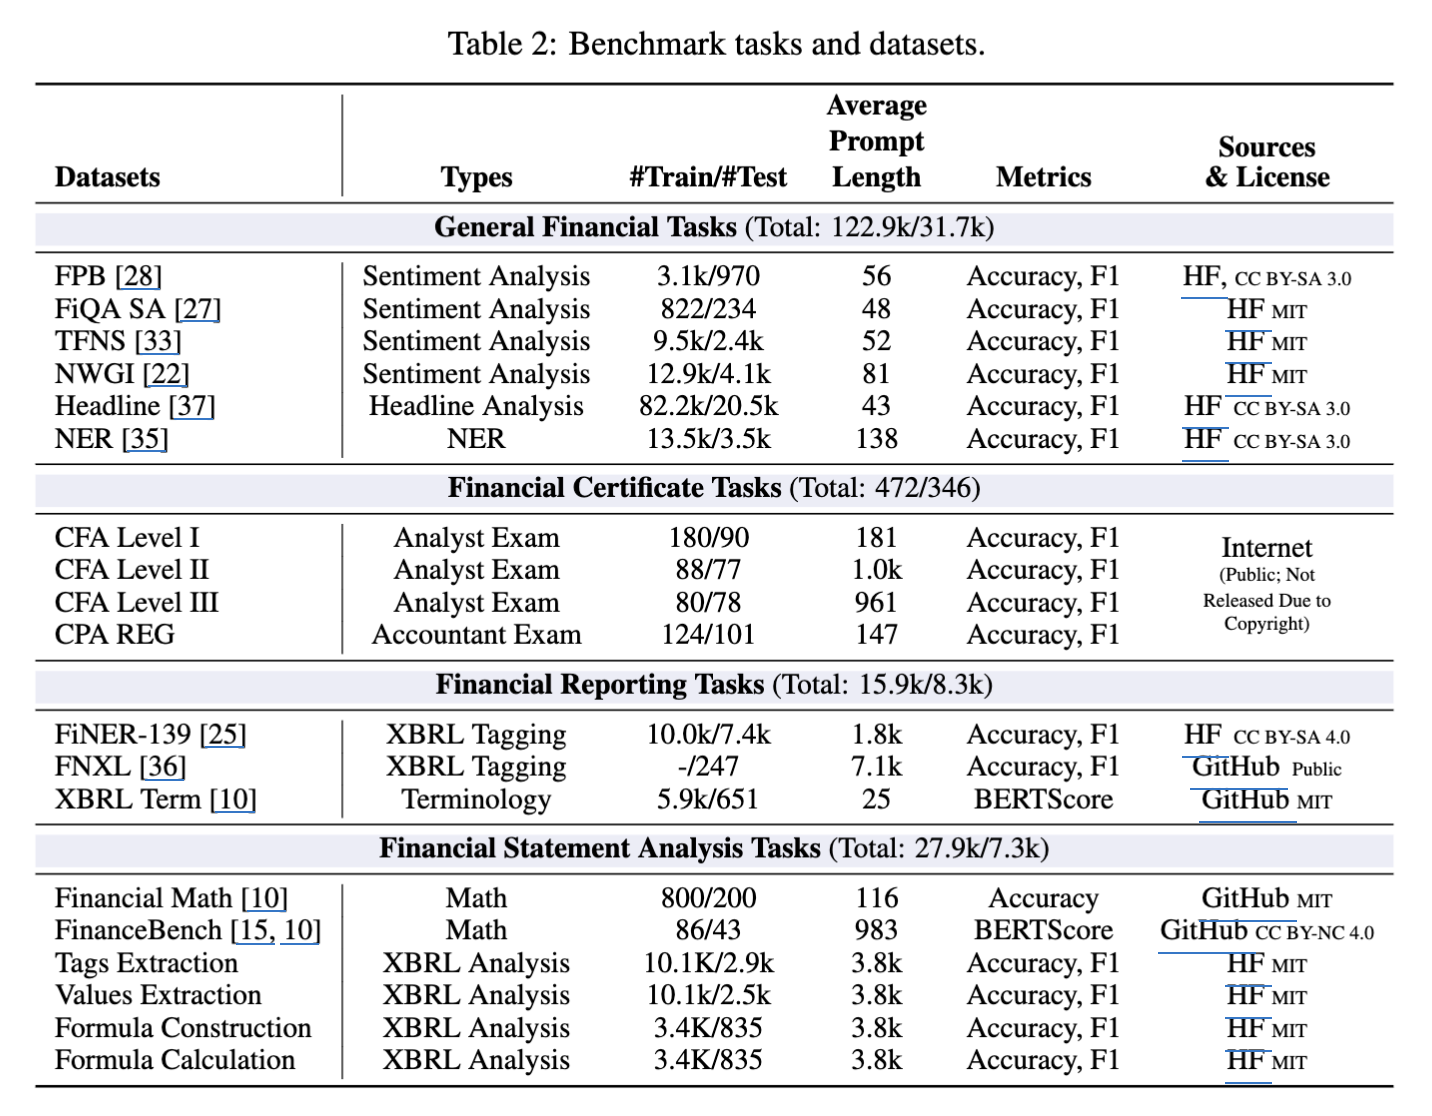 Table 2: Benchmark tasks and datasets.
Datasets Types #Train/#Test Average Prompt Length Metrics Sources & License
General Financial Tasks (Total: 122.9k/31.7k)
FPB [28] Sentiment Analysis 3.1k/970 56 Accuracy, F1 HF, CC BY-SA 3.0
FiQA SA [27] Sentiment Analysis 822/234 48 Accuracy, F1 HF MIT
TFNS [33] Sentiment Analysis 9.5k/2.4k 52 Accuracy, F1 HF MIT
NWGI [22] Sentiment Analysis 12.9k/4.1k 81 Accuracy, F1 HF MIT
Headline [37] Headline Analysis 82.2k/20.5k 43 Accuracy, F1 HF CC BY-SA 3.0
NER [35] NER 13.5k/3.5k 138 Accuracy, F1 HF CC BY-SA 3.0
Financial Certificate Tasks (Total: 472/346)
CFA Level I Analyst Exam 180/90 181 Accuracy, F1
CFA Level II Analyst Exam 88/77 1.0k Accuracy, F1
CFA Level III Analyst Exam 80/78 961 Accuracy, F1
CPA REG Accountant Exam 124/101 147 Accuracy, F1
Internet
(Public; Not
Released Due to
Copyright)
Financial Reporting Tasks (Total: 15.9k/8.3k)
FiNER-139 [25] XBRL Tagging 10.0k/7.4k 1.8k Accuracy, F1 HF CC BY-SA 4.0
FNXL [36] XBRL Tagging -/247 7.1k Accuracy, F1 GitHub Public
XBRL Term [10] Terminology 5.9k/651 25 BERTScore GitHub MIT
Financial Statement Analysis Tasks (Total: 27.9k/7.3k)
Financial Math [10] Math 800/200 116 Accuracy GitHub MIT
FinanceBench [15, 10] Math 86/43 983 BERTScore GitHub CC BY-NC 4.0
Tags Extraction XBRL Analysis 10.1K/2.9k 3.8k Accuracy, F1 HF MIT
Values Extraction XBRL Analysis 10.1k/2.5k 3.8k Accuracy, F1 HF MIT
Formula Construction XBRL Analysis 3.4K/835 3.8k Accuracy, F1 HF MIT
Formula Calculation XBRL Analysis 3.4K/835 3.8k Accuracy, F1 HF MIT